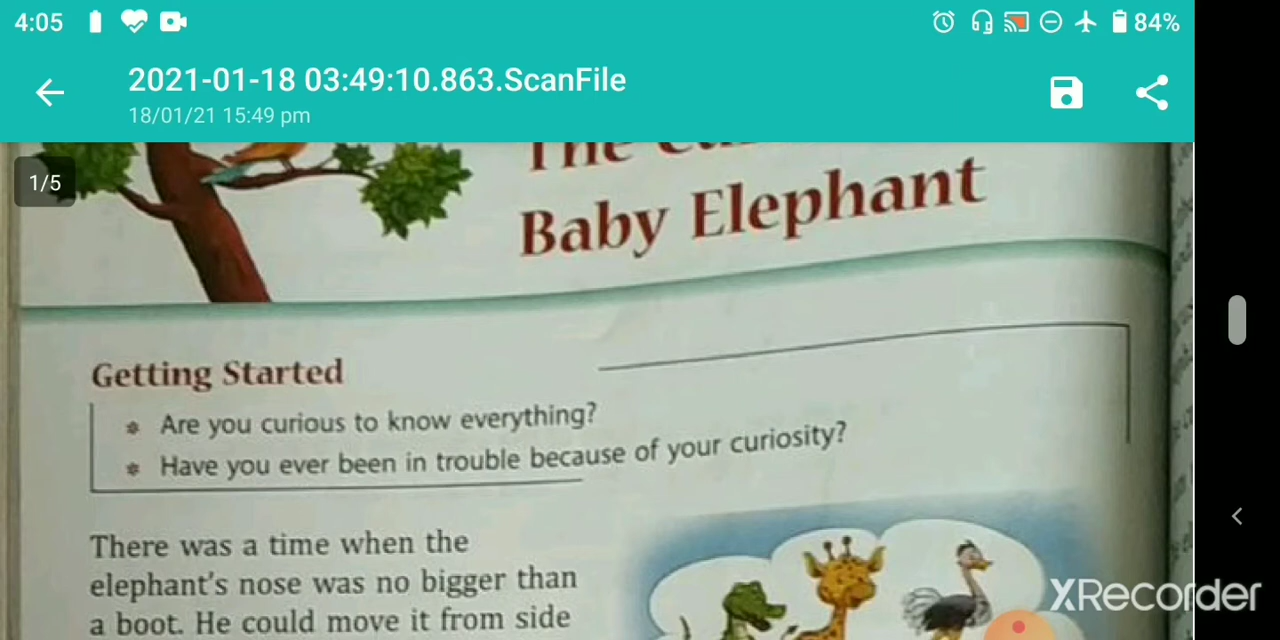 4:05
84%
2021-01-18 03:49:10.863.ScanFile
18/01/21 15:49 pm
1/5
The
Baby Elephant
Getting Started
Are you curious to know everything?
Have you ever been in trouble because of your curiosity?
There was a time when the
elephant's nose was no bigger than
a boot. He could move it from side
XRecorder